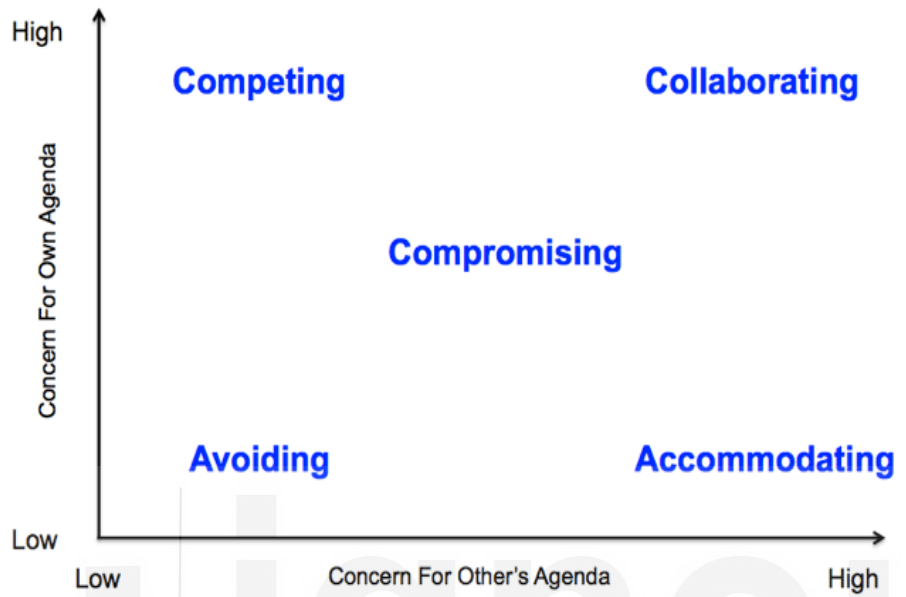 High
Competing
Collaborating
Concern For Own Agenda
Compromising
Avoiding
Accommodating
Low
Low
Concern For Other's Agenda
High